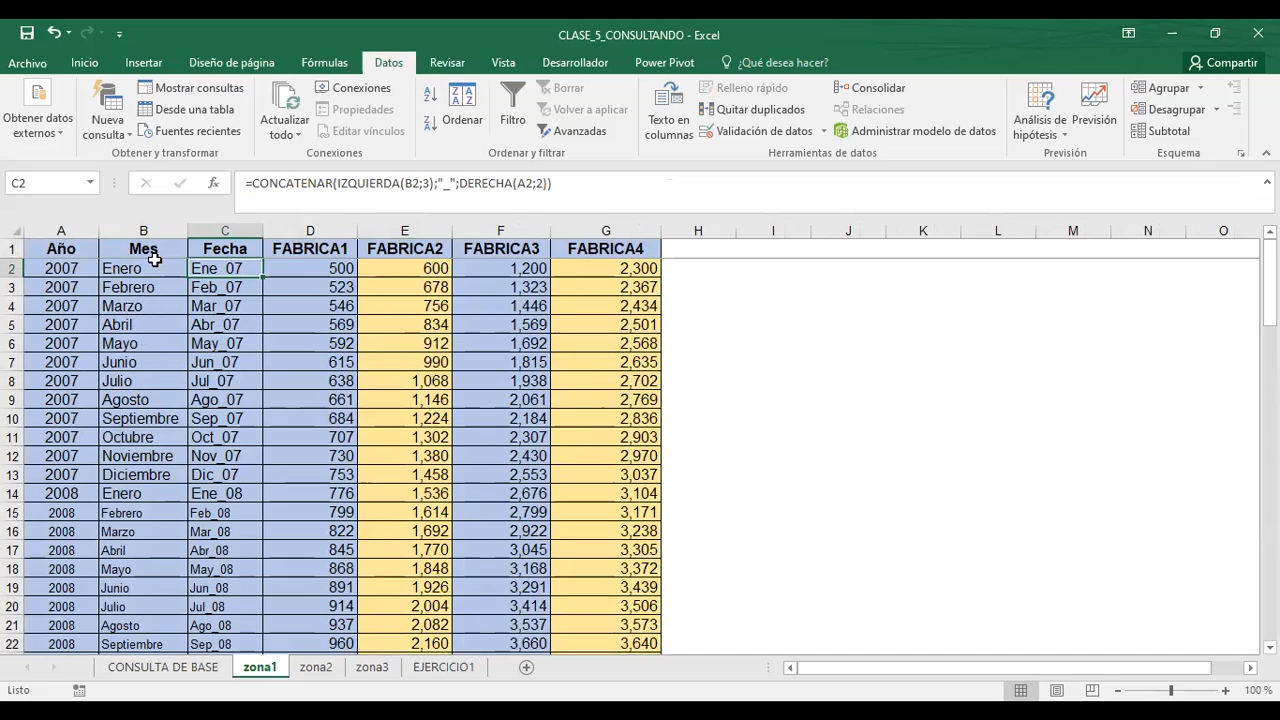 CLASE_5_CONSULTANDO - Excel
Archivo Inicio Insertar Diseño de página Fórmulas Datos Revisar Vista Desarrollador Power Pivot ¿Qué desea hacer? Compartir
Obtener datos externos
Nueva consulta
Mostrar consultas
Desde una tabla
Fuentes recientes
Obtener y transformar
Actualizar todo
Conexiones
Propiedades
Editar vínculos
Conexiones
Ordenar
Filtro
Borrar
Volver a aplicar
Avanzadas
Ordenar y filtrar
Texto en columnas
Relleno rápido
Quitar duplicados
Validación de datos
Consolidar
Relaciones
Administrar modelo de datos
Herramientas de datos
Análisis de hipótesis
Previsión
Previsión
Agrupar
Desagrupar
Subtotal
Esquema
C2 fx =CONCATENAR(IZQUIERDA(B2;3);"_";DERECHA(A2;2))
A B C D E F G H I J K L M N O
1 Año Mes Fecha FABRICA1 FABRICA2 FABRICA3 FABRICA4
2 2007 Enero Ene_07 500 600 1,200 2,300
3 2007 Febrero Feb_07 523 678 1,323 2,367
4 2007 Marzo Mar_07 546 756 1,446 2,434
5 2007 Abril Abr_07 569 834 1,569 2,501
6 2007 Mayo May_07 592 912 1,692 2,568
7 2007 Junio Jun_07 615 990 1,815 2,635
8 2007 Julio Jul_07 638 1,068 1,938 2,702
9 2007 Agosto Ago_07 661 1,146 2,061 2,769
10 2007 Septiembre Sep_07 684 1,224 2,184 2,836
11 2007 Octubre Oct_07 707 1,302 2,307 2,903
12 2007 Noviembre Nov_07 730 1,380 2,430 2,970
13 2007 Diciembre Dic_07 753 1,458 2,553 3,037
14 2008 Enero Ene_08 776 1,536 2,676 3,104
15 2008 Febrero Feb_08 799 1,614 2,799 3,171
16 2008 Marzo Mar_08 822 1,692 2,922 3,238
17 2008 Abril Abr_08 845 1,770 3,045 3,305
18 2008 Mayo May_08 868 1,848 3,168 3,372
19 2008 Junio Jun_08 891 1,926 3,291 3,439
20 2008 Julio Jul_08 914 2,004 3,414 3,506
21 2008 Agosto Ago_08 937 2,082 3,537 3,573
22 2008 Septiembre Sep_08 960 2,160 3,660 3,640
CONSULTA DE BASE zona1 zona2 zona3 EJERCICIO1
Listo 100 %